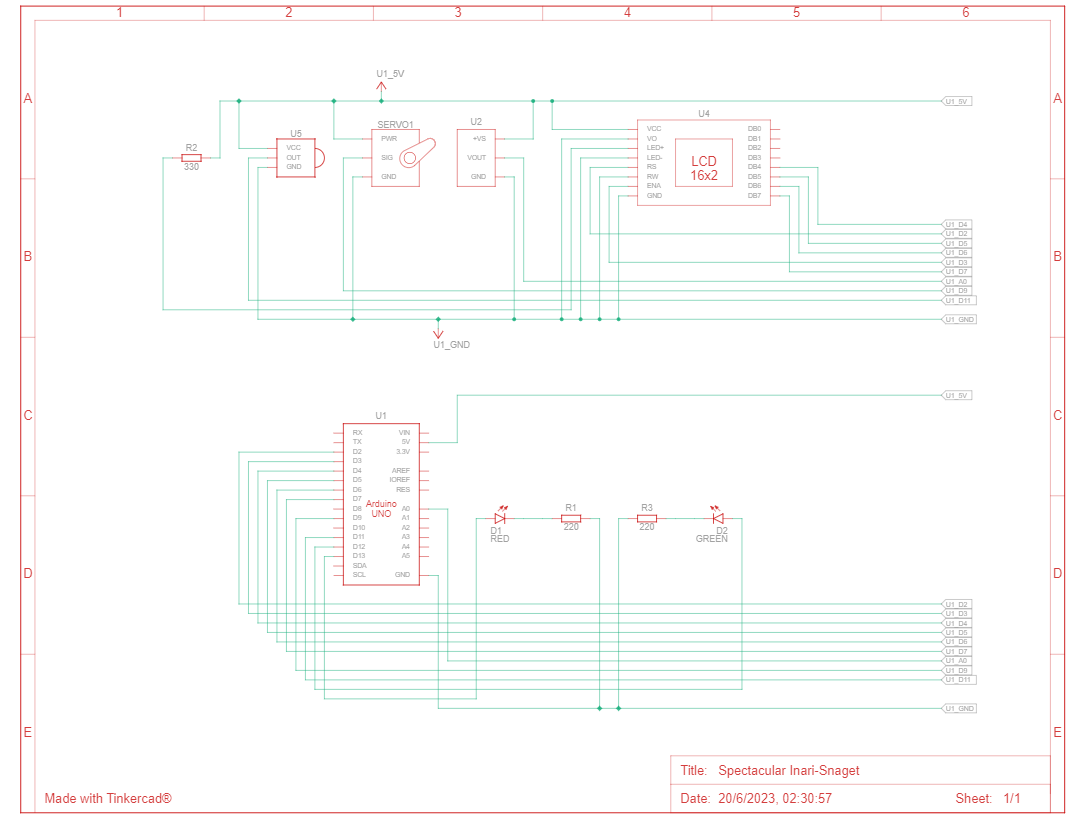 1 2 3 4 5 6
A A
U1_5V
U1_5V
R2
330
U5
VCC
OUT
GND
SERVO1
PWR
SIG
GND
U2
+VS
VOUT
GND
U4
VCC
VO
LED+
LED-
RS
RW
ENA
GND
LCD
16x2
DB0
DB1
DB2
DB3
DB4
DB5
DB6
DB7
B B
U1_D4
U1_D2
U1_D5
U1_D6
U1_D3
U1_D7
U1_A0
U1_D9
U1_D11
U1_GND
U1_GND
C C
U1_5V
U1
RX
TX
D2
D3
D4
D5
D6
D7
D8
D9
D10
D11
D12
D13
SDA
SCL
Arduino
UNO
VIN
5V
3.3V
AREF
IOREF
RES
A0
A1
A2
A3
A4
A5
GND
D1
RED
R1
220
R3
220
D2
GREEN
D D
U1_D2
U1_D3
U1_D4
U1_D5
U1_D6
U1_D7
U1_A0
U1_D9
U1_D11
U1_GND
E E
Title: Spectacular Inari-Snaget
Made with Tinkercad®
Date: 20/6/2023, 02:30:57 Sheet: 1/1